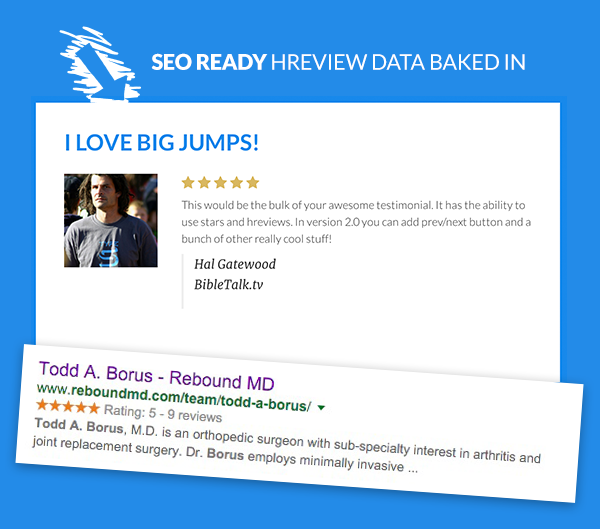 SEO READY HREVIEW DATA BAKED IN
I LOVE BIG JUMPS!
This would be the bulk of your awesome testimonial. It has the ability to
use stars and hreviews. In version 2.0 you can add prev/next button and a
bunch of other really cool stuff!
Hal Gatewood
BibleTalk.tv
Todd A. Borus - Rebound MD
www.reboundmd.com/team/todd-a-borus/
Rating: 5 - 9 reviews
Todd A. Borus, M.D. is an orthopedic surgeon with sub-specialty interest in arthritis and
joint replacement surgery. Dr. Borus employs minimally invasive ...